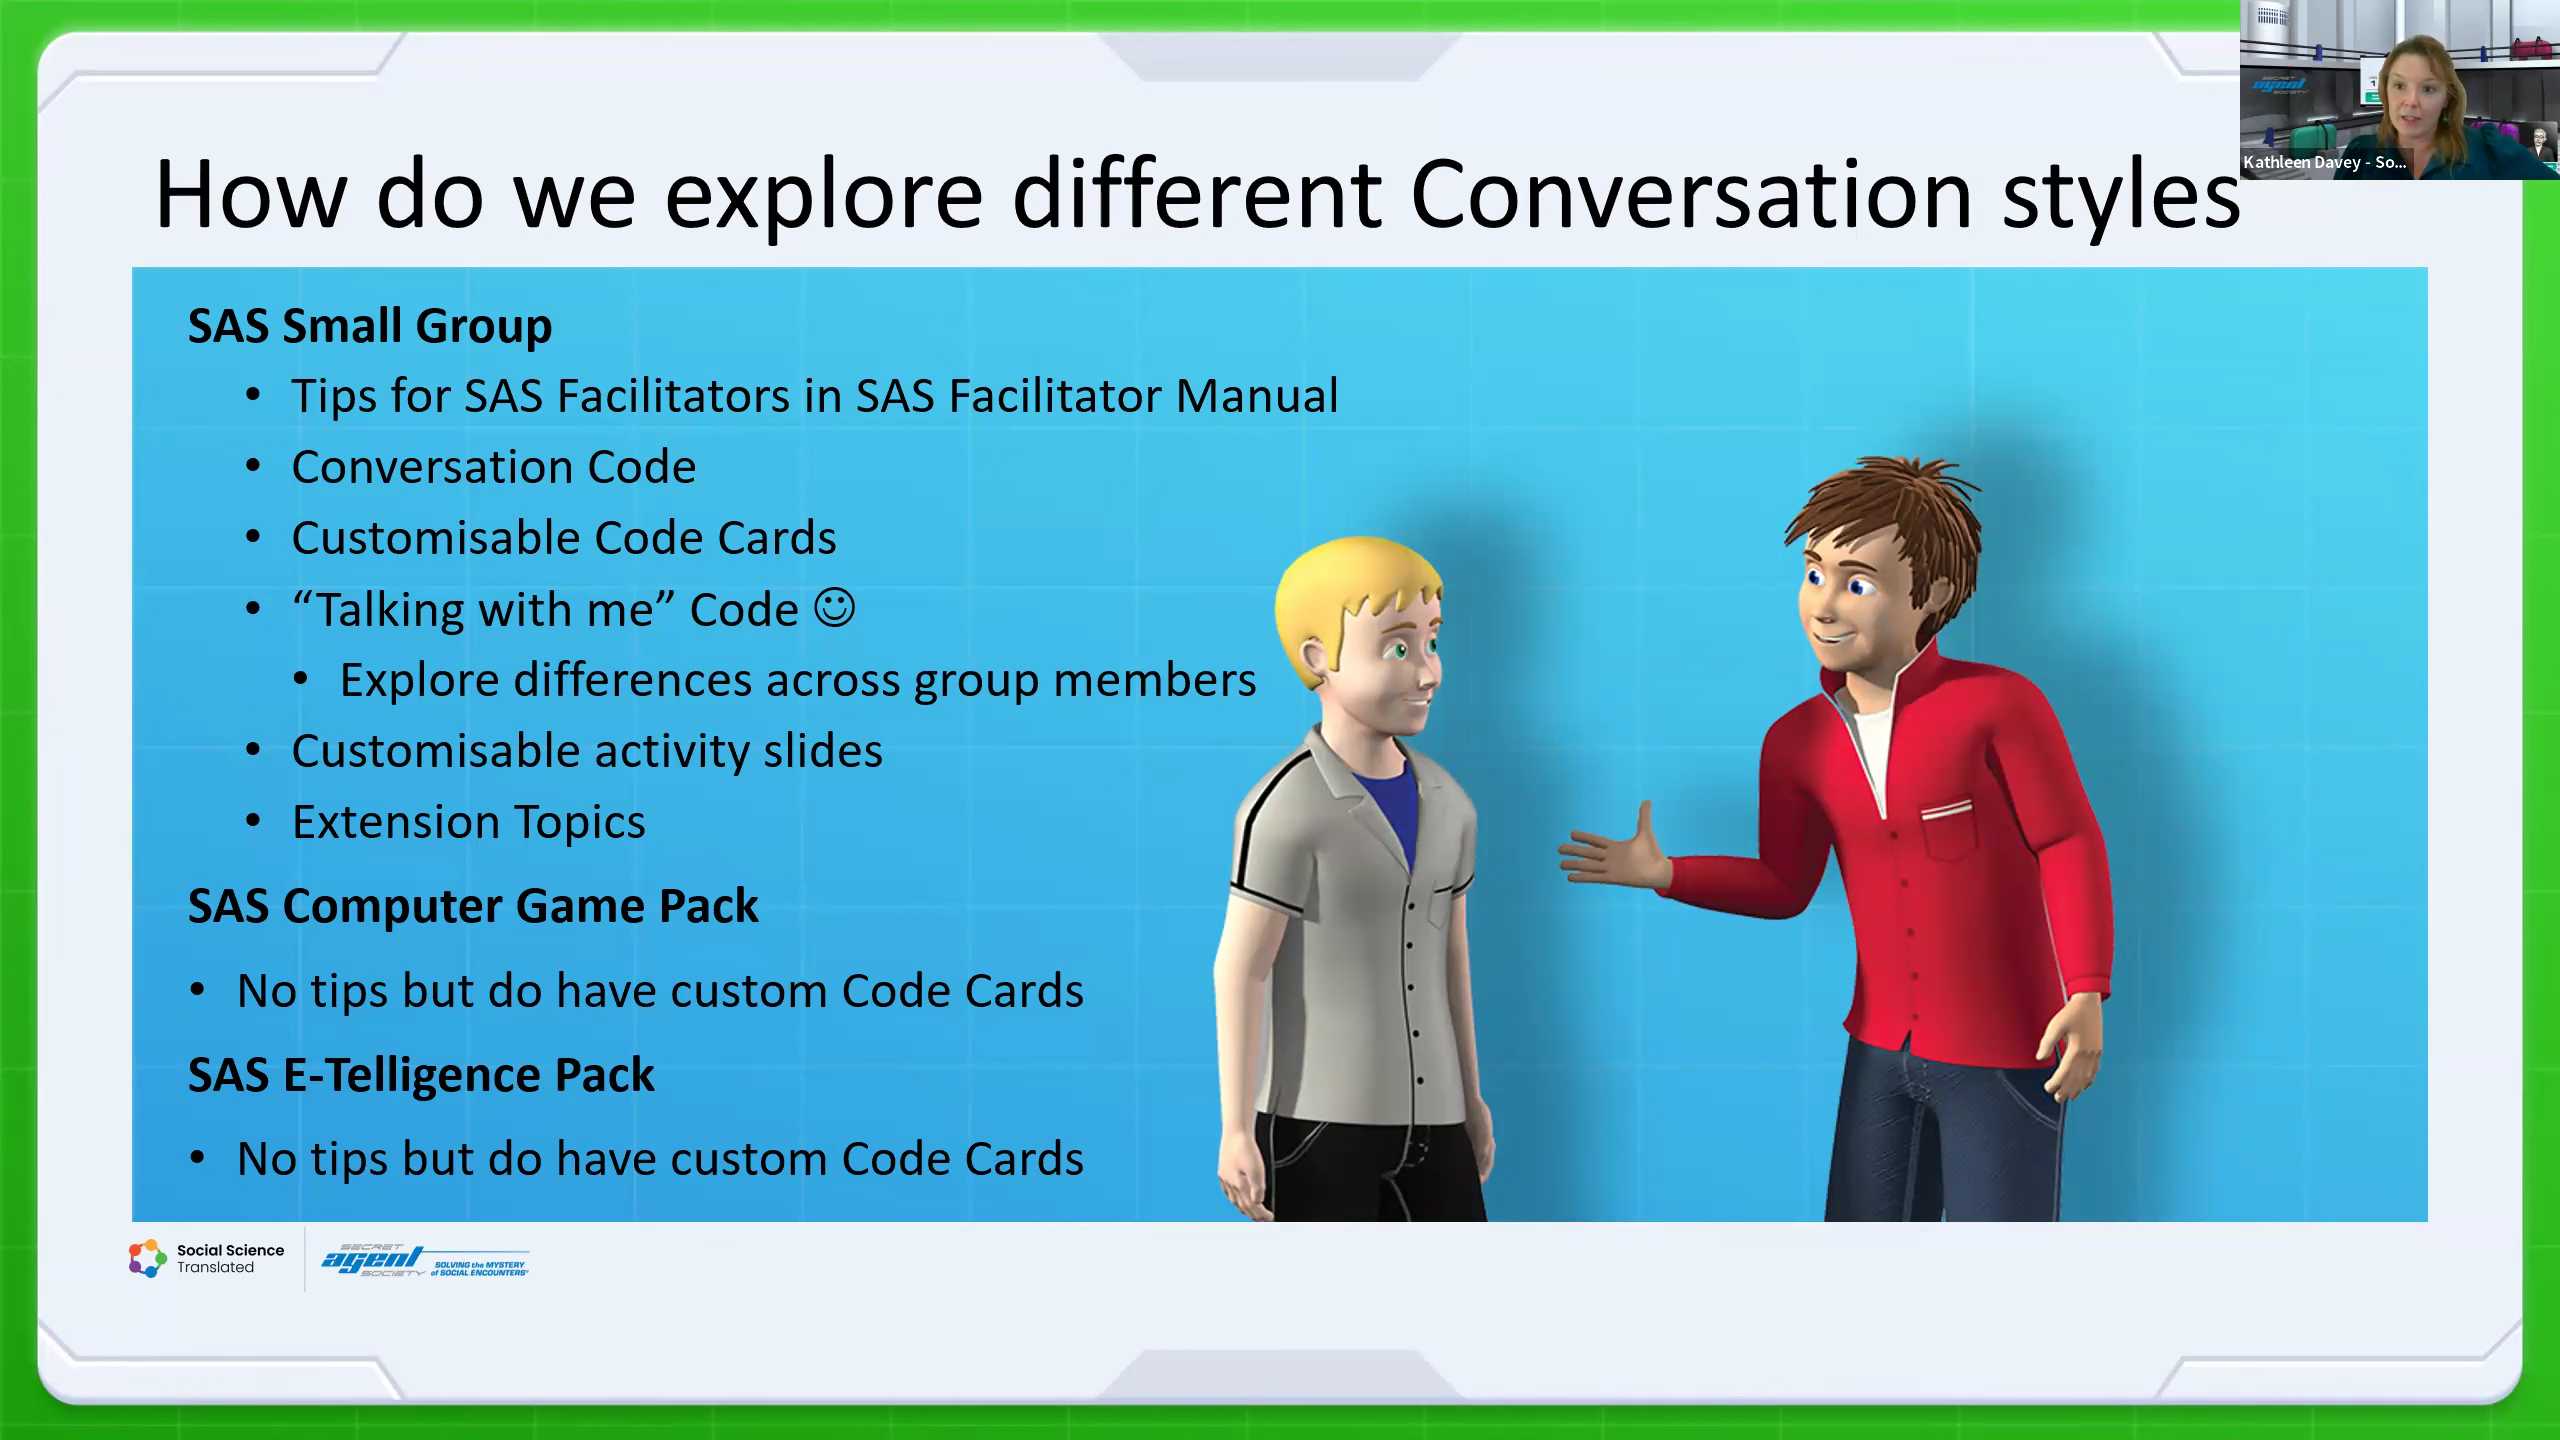 How do we explore different Conversation styles
Kathleen Davey - So...
SAS Small Group
• Tips for SAS Facilitators in SAS Facilitator Manual
• Conversation Code
• Customisable Code Cards
• “Talking with me” Code ☺
• Explore differences across group members
• Customisable activity slides
• Extension Topics
SAS Computer Game Pack
• No tips but do have custom Code Cards
SAS E-Telligence Pack
• No tips but do have custom Code Cards
Social Science
Translated
SECRET
agent
SOCIETY
SOLVING the MYSTERY
of SOCIAL ENCOUNTERS®
SECRET
agent
SOCIETY